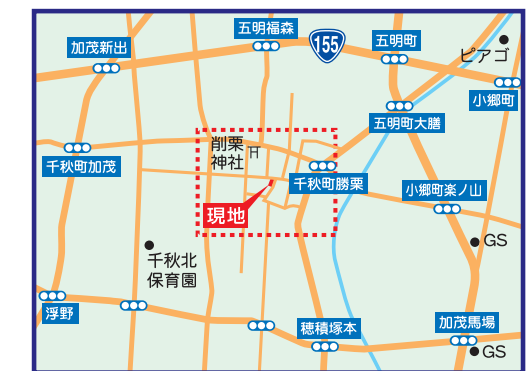 五明福森
加茂新出
155
五明町
ピアゴ
小郷町
五明町大膳
千秋町加茂
削栗
神社
千秋町勝栗
小郷町楽ノ山
現地
GS
千秋北
保育園
浮野
穂積塚本
加茂馬場
GS